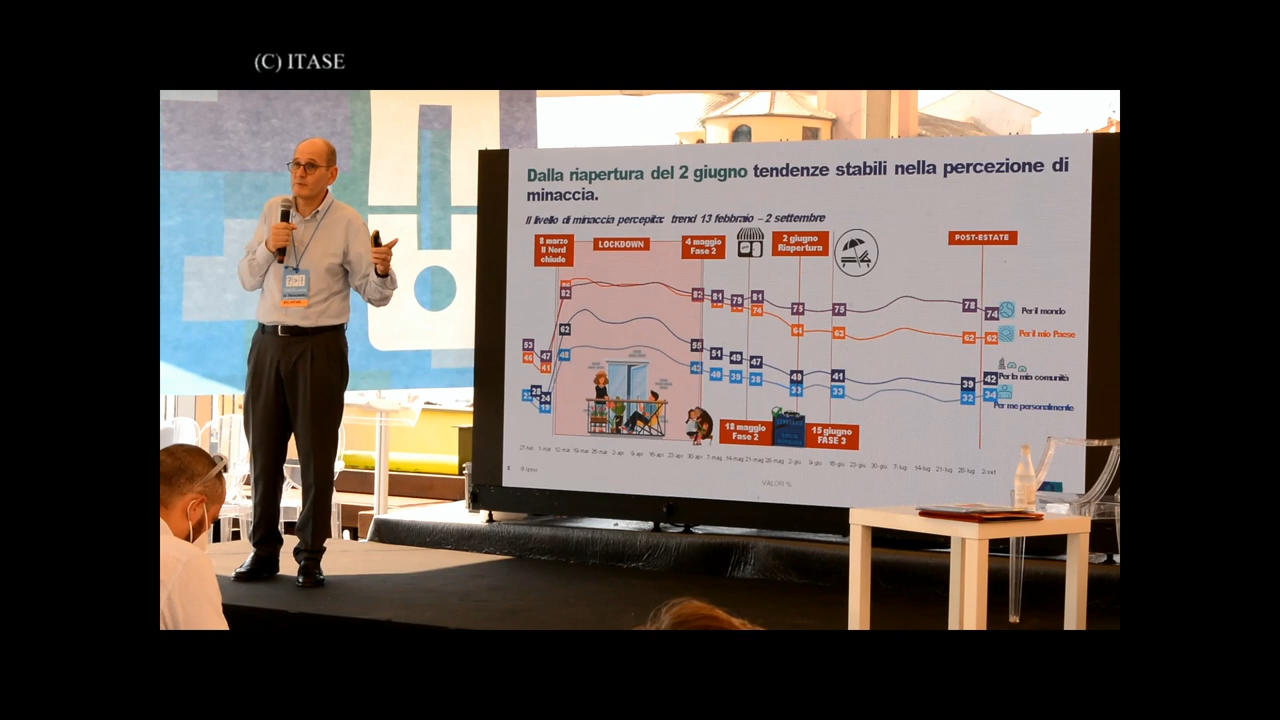 (C) ITASE
Dalla riapertura del 2 giugno tendenze stabili nella percezione di
minaccia.
Il livello di minaccia percepita: trend 13 febbraio – 2 settembre
8 marzo
Il Nord
chiude
LOCKDOWN
4 maggio
Fase 2
2 giugno
Riapertura
POST-ESTATE
82
82
81
79
81
75
75
78
74
Per il mondo
74
61
63
62
62
Per il mio Paese
53
47
62
55
51
49
47
40
41
39
42
Per la mia comunità
46
41
48
43
40
39
38
33
33
32
34
Per me personalmente
28
24
19
18 maggio
Fase 2
15 giugno
FASE 3
VALORI %